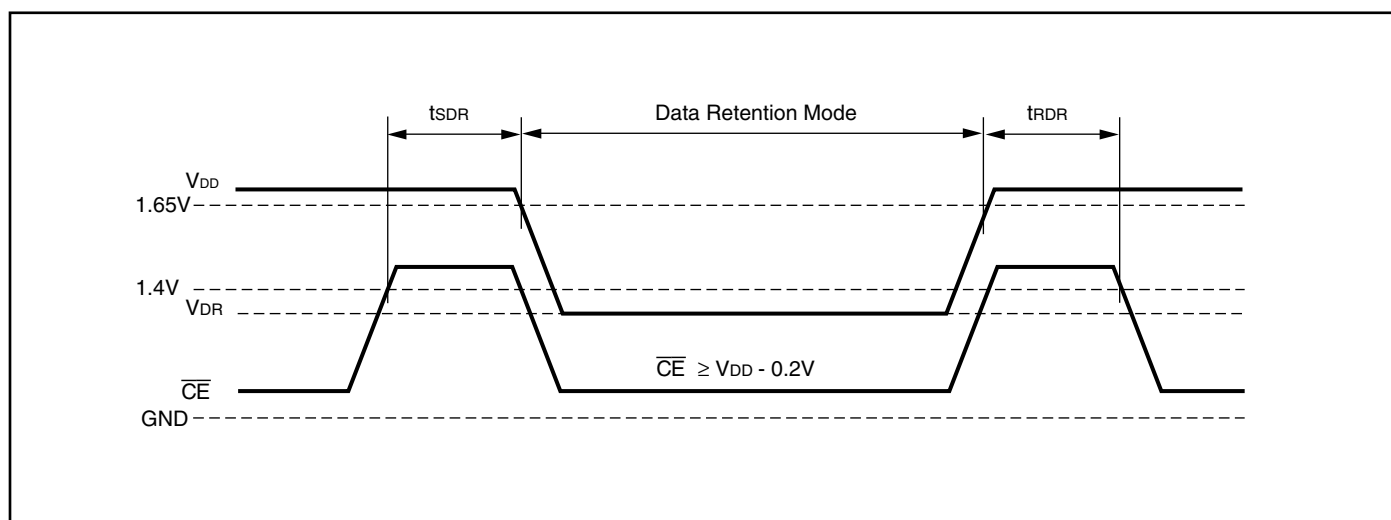 tSDR Data Retention Mode tRDR
VDD
1.65V
1.4V
VDR
CE ≥ VDD - 0.2V
CE
GND